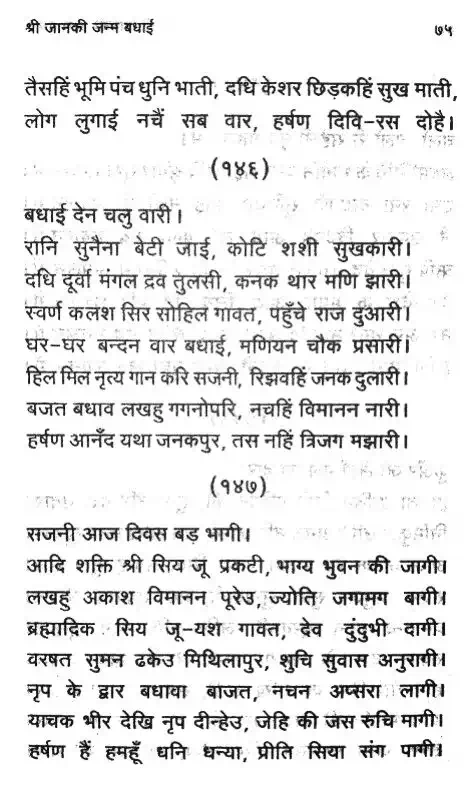 श्री जानकी जन्म बधाई ७५
तैसहिं भूमि पंच धुनि भाती, दधि केशर छिड़कहिं सुख माती,
लोग लुगाई नचैं सब वार, हर्षण दिवि-रस दोहै।
(१४६)
बधाई देन चलु वारी।
रानि सुनैना बेटी जाई, कोटि शशी सुखकारी।
दधि दूर्वा मंगल द्रव तुलसी, कनक थार मणि झारी।
स्वर्ण कलश सिर सोहिल गावत, पहुँचे राज दुआरी।
घर-घर बन्दन वार बधाई, मणियन चौक प्रसारी।
हिल मिल नृत्य गान करि सजनी, रिझवहिं जनक दुलारी।
बजत बधाव लखहु गगनोपरि, नचहिं विमानन नारी।
हर्षण आनँद यथा जनकपुर, तस नहिं त्रिजग मझारी।
(१४७)
सजनी आज दिवस बड़ भागी।
आदि शक्ति श्री सिय जू प्रकटी, भाग्य भुवन की जागी।
लखहु अकाश विमानन पूरेउ, ज्योति जगामग बागी।
ब्रह्यादिक सिय जू-यश गावत, देव दुंदुभी दागी।
वरषत सुमन ढकेउ मिथिलापुर, शुचि सुवास अनुरागी।
नृप के द्वार बधावा बाजत, नचन अप्सरा लागी।
याचक भीर देखि नृप दीन्हेउ, जेहि की जस रुचि मागी।
हर्षण हैं हमहूँ धनि धन्या, प्रीति सिया संग पागी।